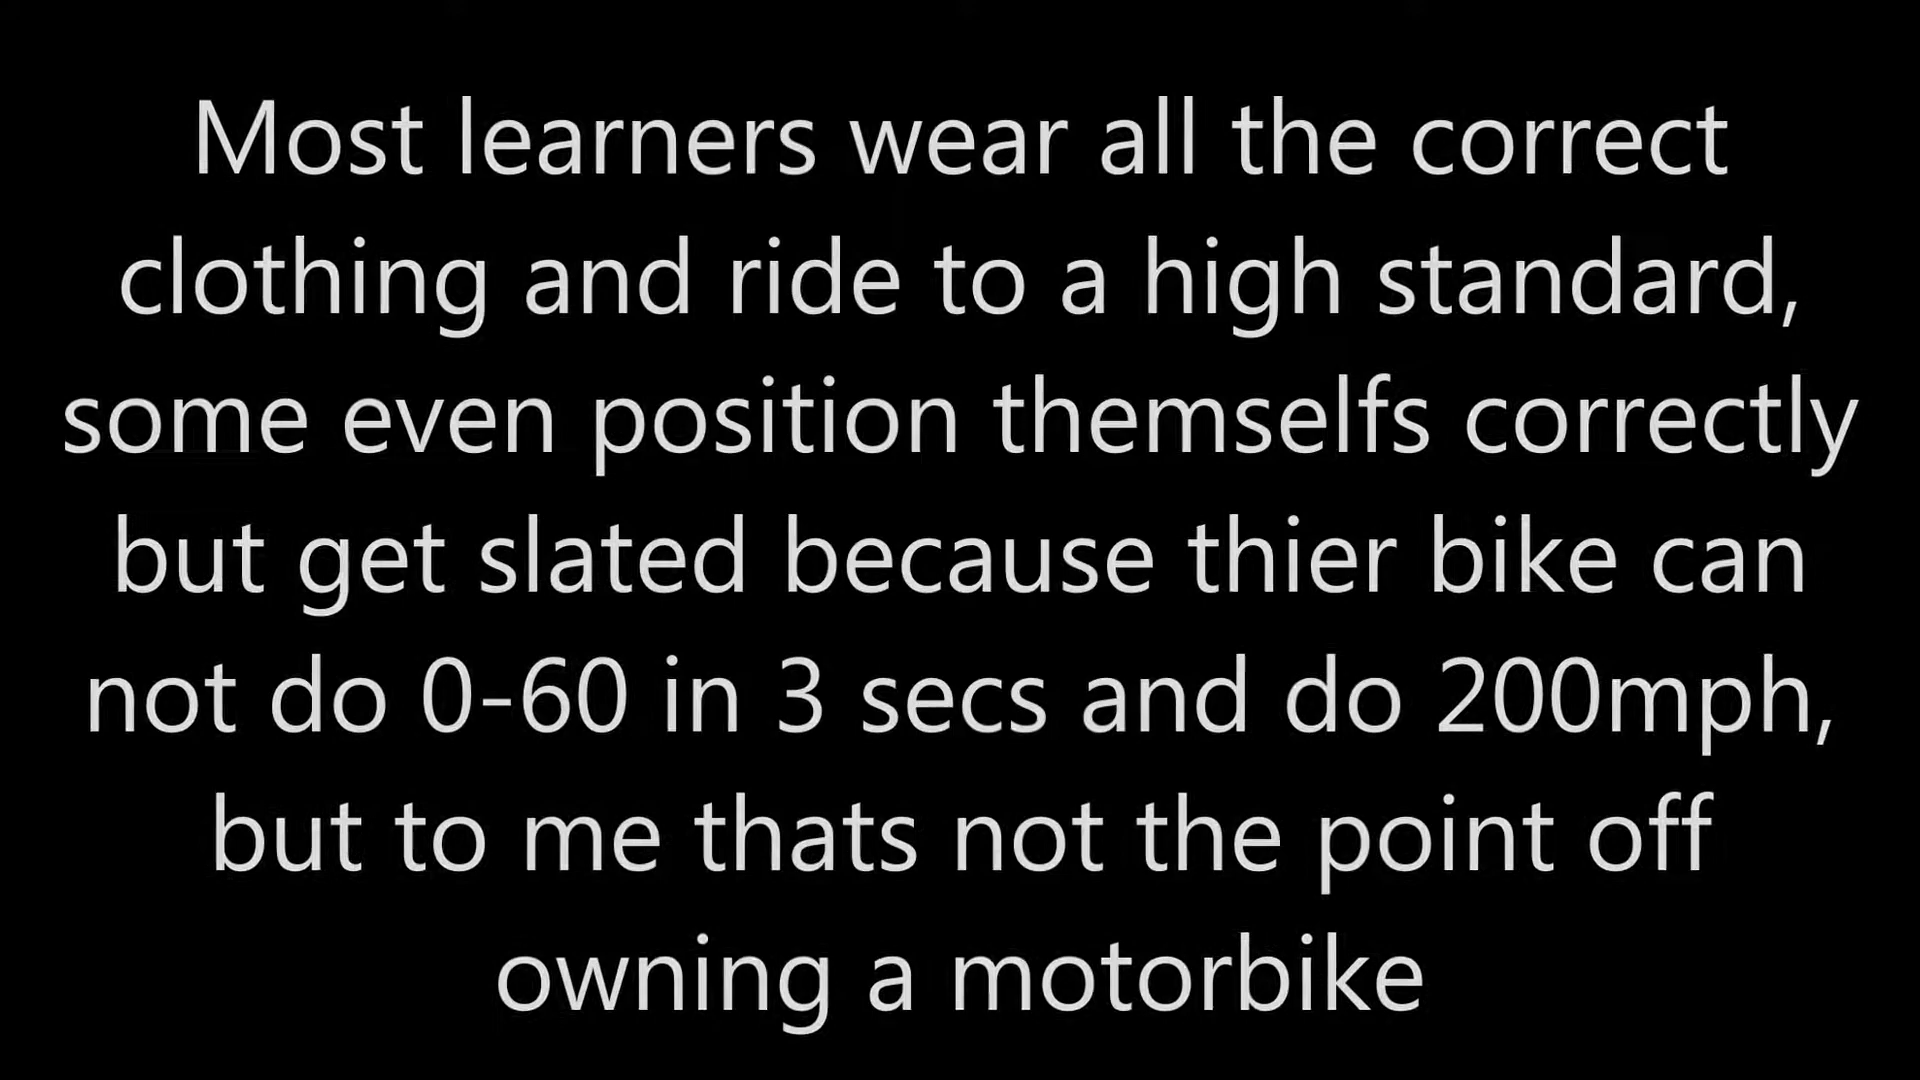 Most learners wear all the correct
clothing and ride to a high standard,
some even position themselfs correctly
but get slated because thier bike can
not do 0-60 in 3 secs and do 200mph,
but to me thats not the point off
owning a motorbike